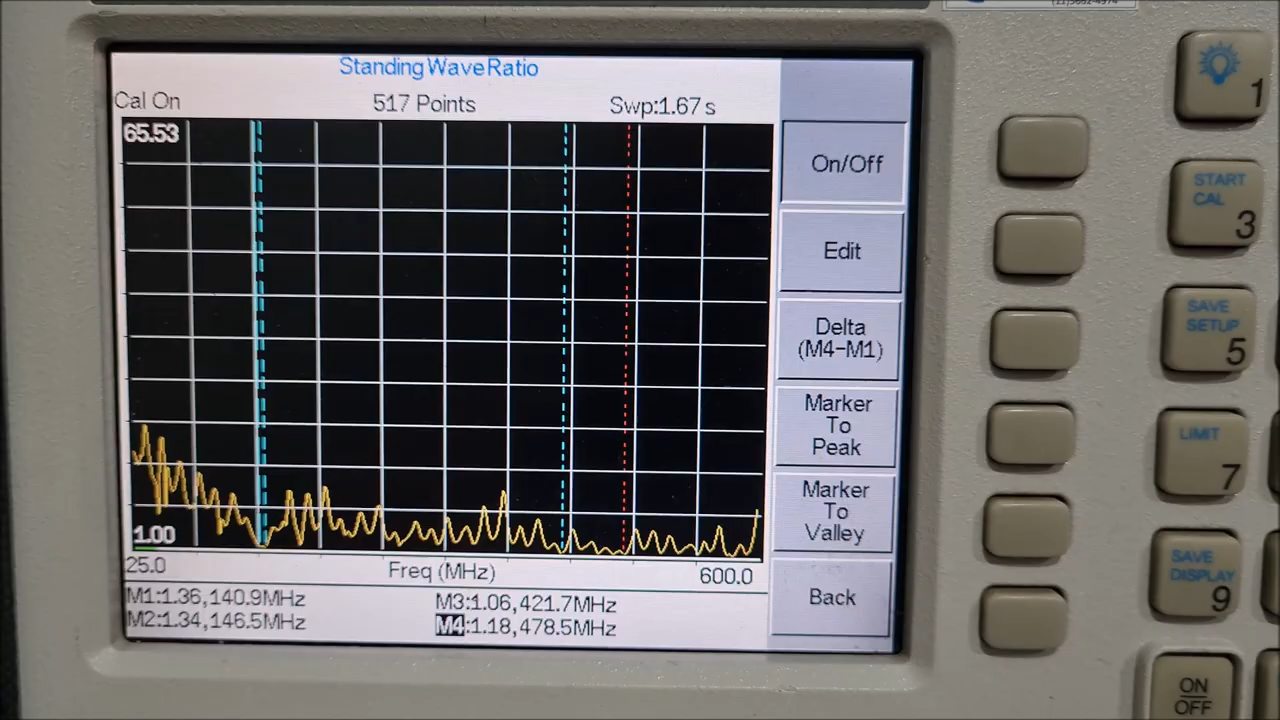 (11)5662-4974
Standing Wave Ratio
Cal On
517 Points
Swp:1.67 s
65.53
1.00
25.0
Freq (MHz)
600.0
M1:1.36,140.9MHz
M2:1.34,146.5MHz
M3:1.06,421.7MHz
M4:1.18,478.5MHz
On/Off
Edit
Delta
(M4-M1)
Marker
To
Peak
Marker
To
Valley
Back
1
START
CAL
3
SAVE
SETUP
5
LIMIT
7
SAVE
DISPLAY
9
ON
OFF